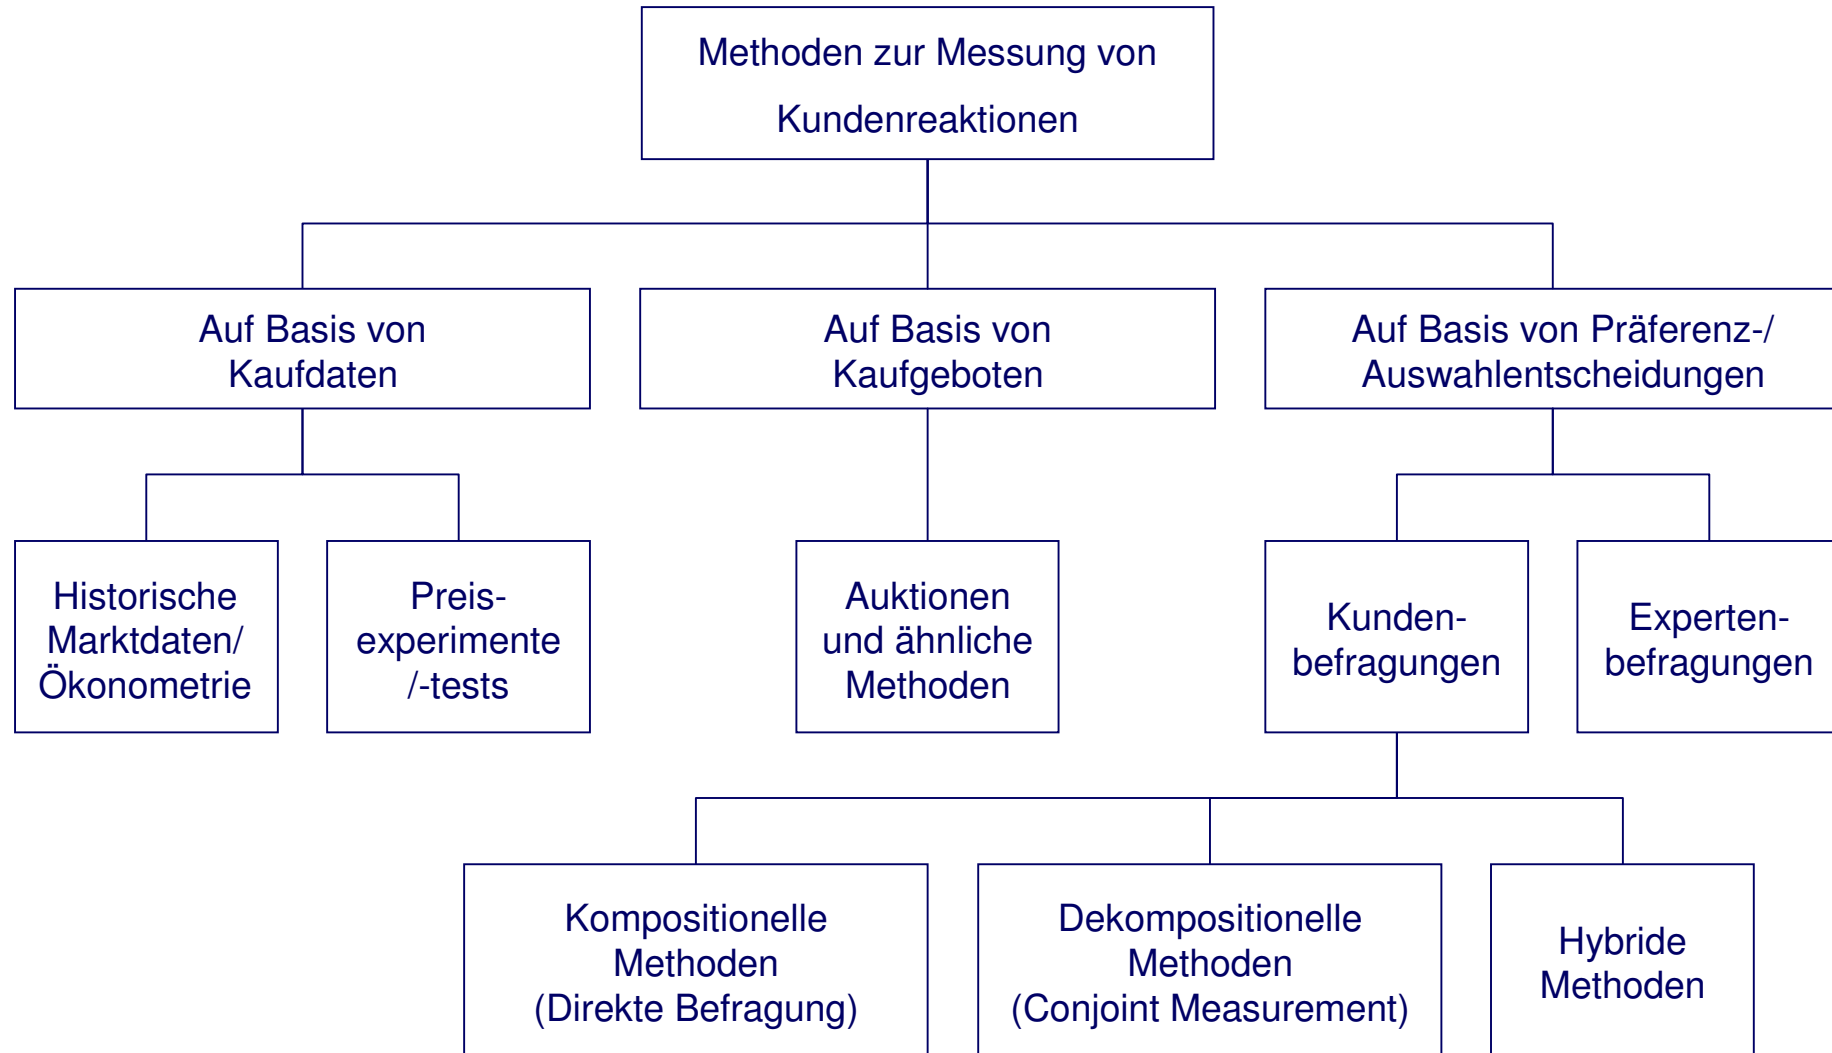 Methoden zur Messung von
Kundenreaktionen
Auf Basis von
Kaufdaten
Auf Basis von
Kaufgeboten
Auf Basis von Präferenz-/
Auswahlentscheidungen
Historische
Marktdaten/
Ökonometrie
Preis-
experimente
/-tests
Auktionen
und ähnliche
Methoden
Kunden-
befragungen
Experten-
befragungen
Kompositionelle
Methoden
(Direkte Befragung)
Dekompositionelle
Methoden
(Conjoint Measurement)
Hybride
Methoden